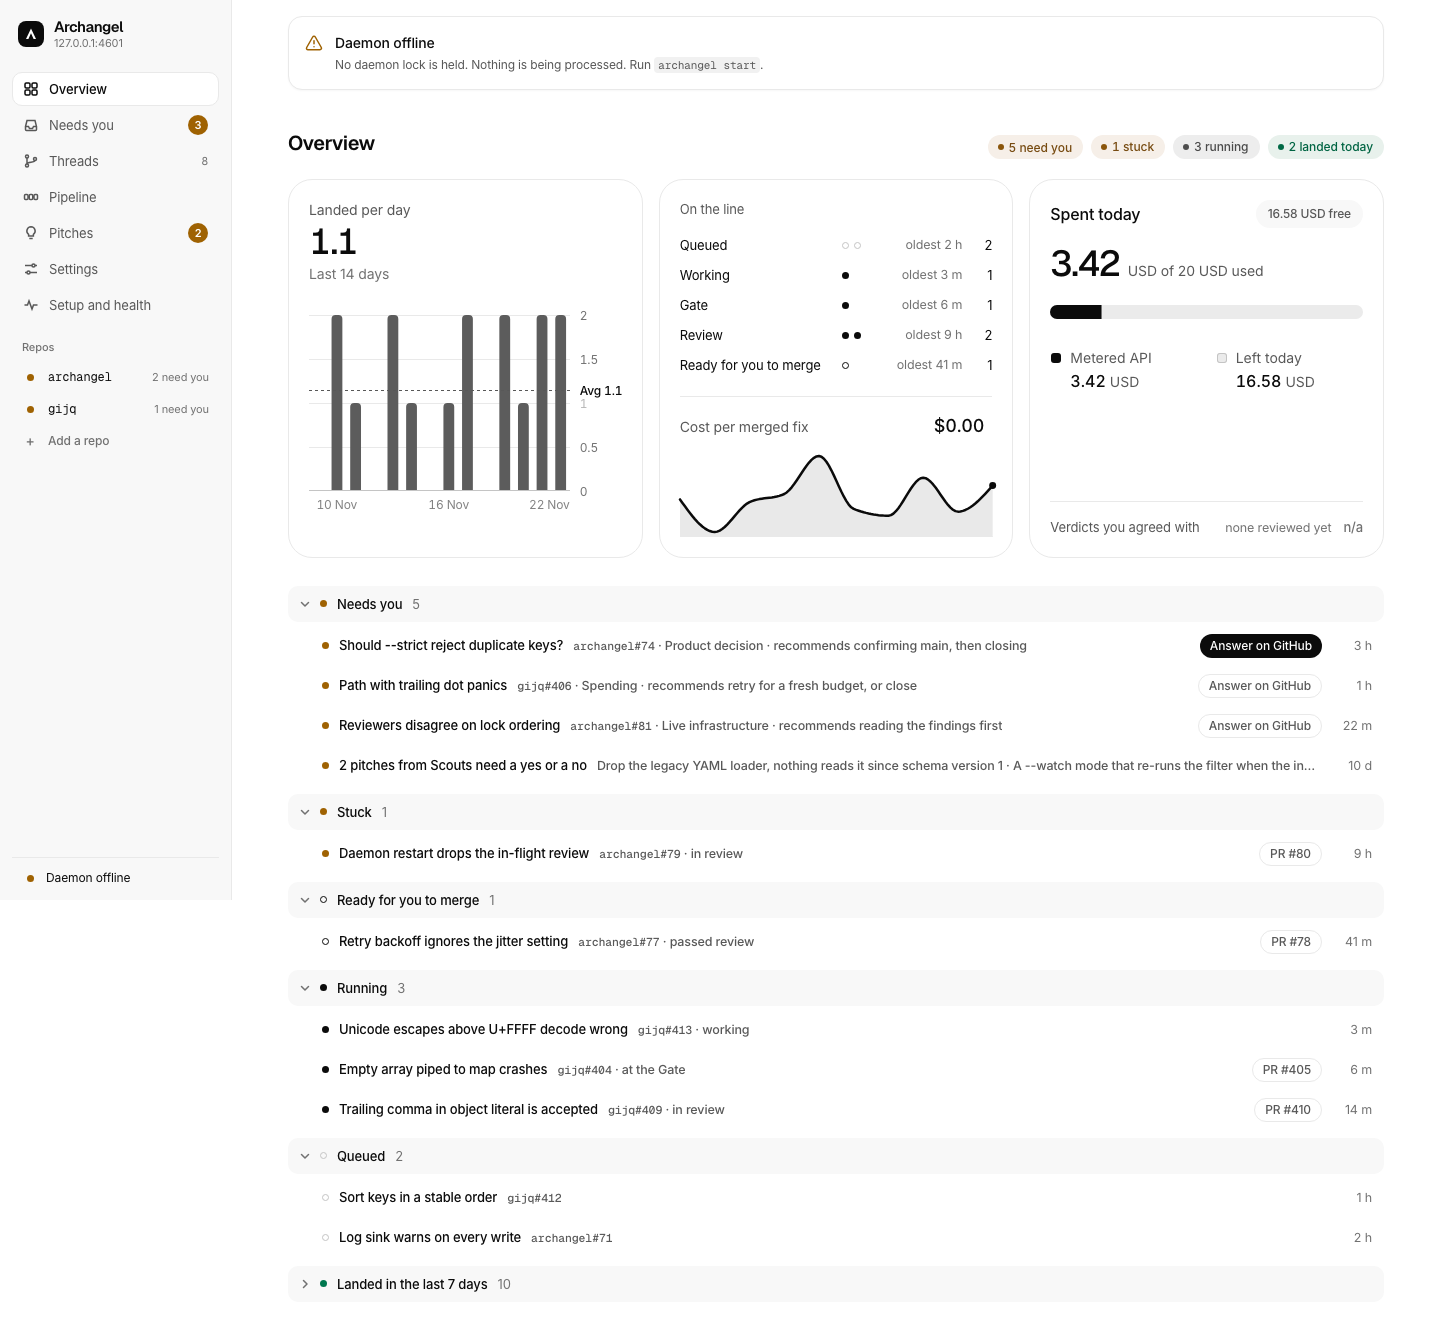 Archangel
127.0.0.1:4601
Overview
Needs you 3
Threads 8
Pipeline
Pitches 2
Settings
Setup and health
Repos
archangel 2 need you
gijq 1 need you
+ Add a repo
Daemon offline
Daemon offline
No daemon lock is held. Nothing is being processed. Run archangel start.
Overview
5 need you 1 stuck 3 running 2 landed today
Landed per day
1.1
Last 14 days
2
1.5
Avg 1.1
1
0.5
0
10 Nov 16 Nov 22 Nov
On the line
Queued oldest 2 h 2
Working oldest 3 m 1
Gate oldest 6 m 1
Review oldest 9 h 2
Ready for you to merge oldest 41 m 1
Cost per merged fix $0.00
Spent today 16.58 USD free
3.42 USD of 20 USD used
Metered API Left today
3.42 USD 16.58 USD
Verdicts you agreed with none reviewed yet n/a
Needs you 5
Should --strict reject duplicate keys? archangel#74 · Product decision · recommends confirming main, then closing Answer on GitHub 3 h
Path with trailing dot panics gijq#406 · Spending · recommends retry for a fresh budget, or close Answer on GitHub 1 h
Reviewers disagree on lock ordering archangel#81 · Live infrastructure · recommends reading the findings first Answer on GitHub 22 m
2 pitches from Scouts need a yes or a no Drop the legacy YAML loader, nothing reads it since schema version 1 · A --watch mode that re-runs the filter when the in... 10 d
Stuck 1
Daemon restart drops the in-flight review archangel#79 · in review PR #80 9 h
Ready for you to merge 1
Retry backoff ignores the jitter setting archangel#77 · passed review PR #78 41 m
Running 3
Unicode escapes above U+FFFF decode wrong gijq#413 · working 3 m
Empty array piped to map crashes gijq#404 · at the Gate PR #405 6 m
Trailing comma in object literal is accepted gijq#409 · in review PR #410 14 m
Queued 2
Sort keys in a stable order gijq#412 1 h
Log sink warns on every write archangel#71 2 h
Landed in the last 7 days 10